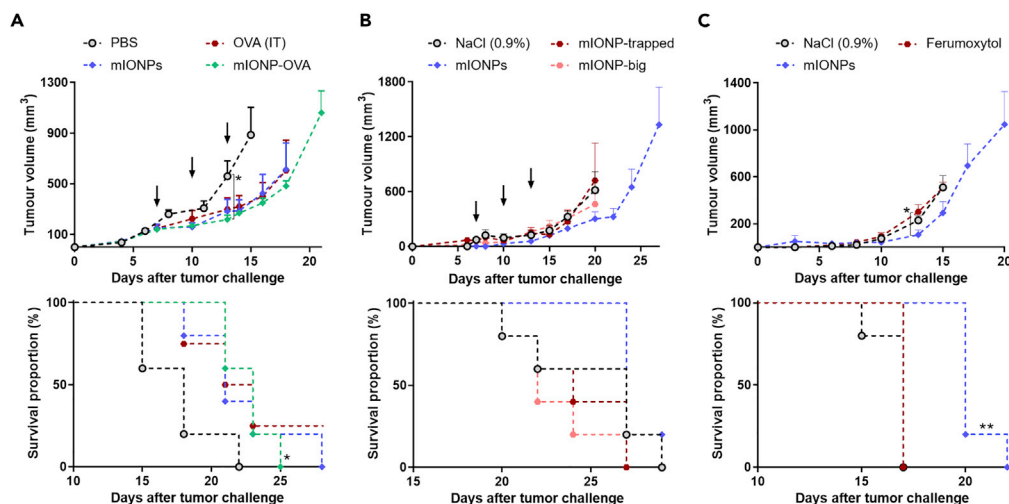 A
PBS
OVA (IT)
mIONPs
mIONP-OVA
Tumour volume (mm³)
1300
900
500
100
*
0 5 10 15 20
Days after tumor challenge
Survival proportion (%)
100
50
0
*
10 15 20 25
Days after tumor challenge
B
NaCl (0.9%)
mIONP-trapped
mIONPs
mIONP-big
Tumour volume (mm³)
1800
1200
600
0
0 5 10 15 20 25
Days after tumor challenge
Survival proportion (%)
100
50
0
15 20 25
Days after tumor challenge
C
NaCl (0.9%)
Ferumoxytol
mIONPs
Tumour volume (mm³)
1400
1000
600
200
*
0 5 10 15 20
Days after tumor challenge
Survival proportion (%)
100
50
0
**
10 15 20
Days after tumor challenge